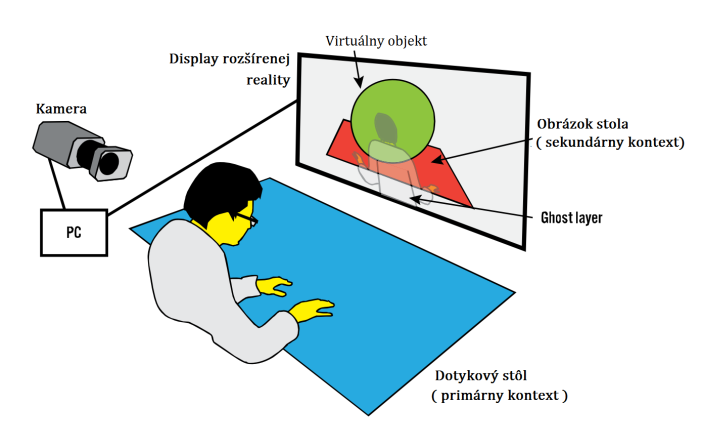 Virtuálny objekt
Display rozšírenej
reality
Kamera
Obrázok stola
( sekundárny kontext)
Ghost layer
PC
Dotykový stôl
( primárny kontext )